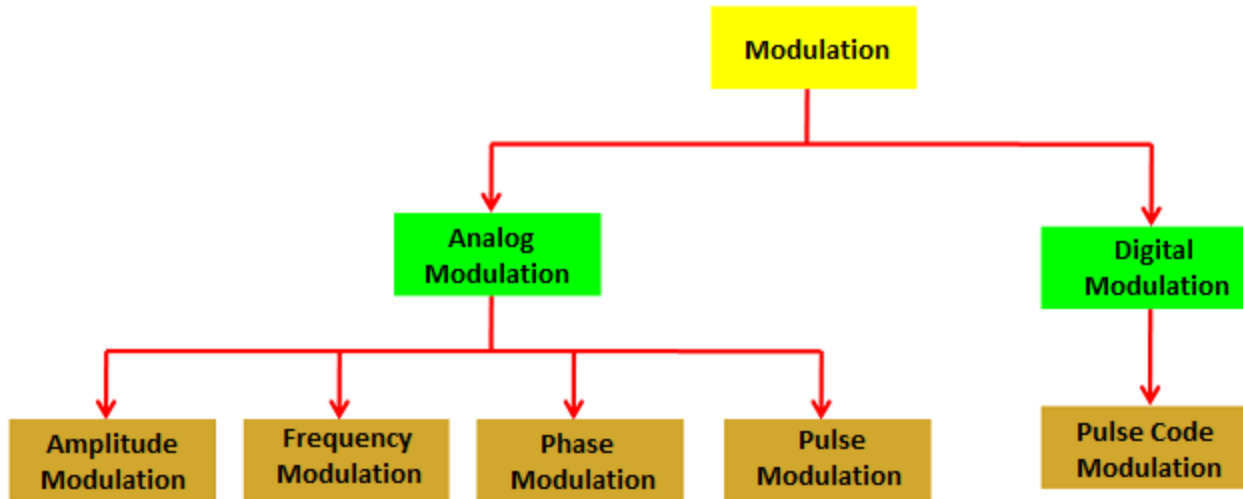 Modulation
Analog
Modulation
Digital
Modulation
Amplitude
Modulation
Frequency
Modulation
Phase
Modulation
Pulse
Modulation
Pulse Code
Modulation